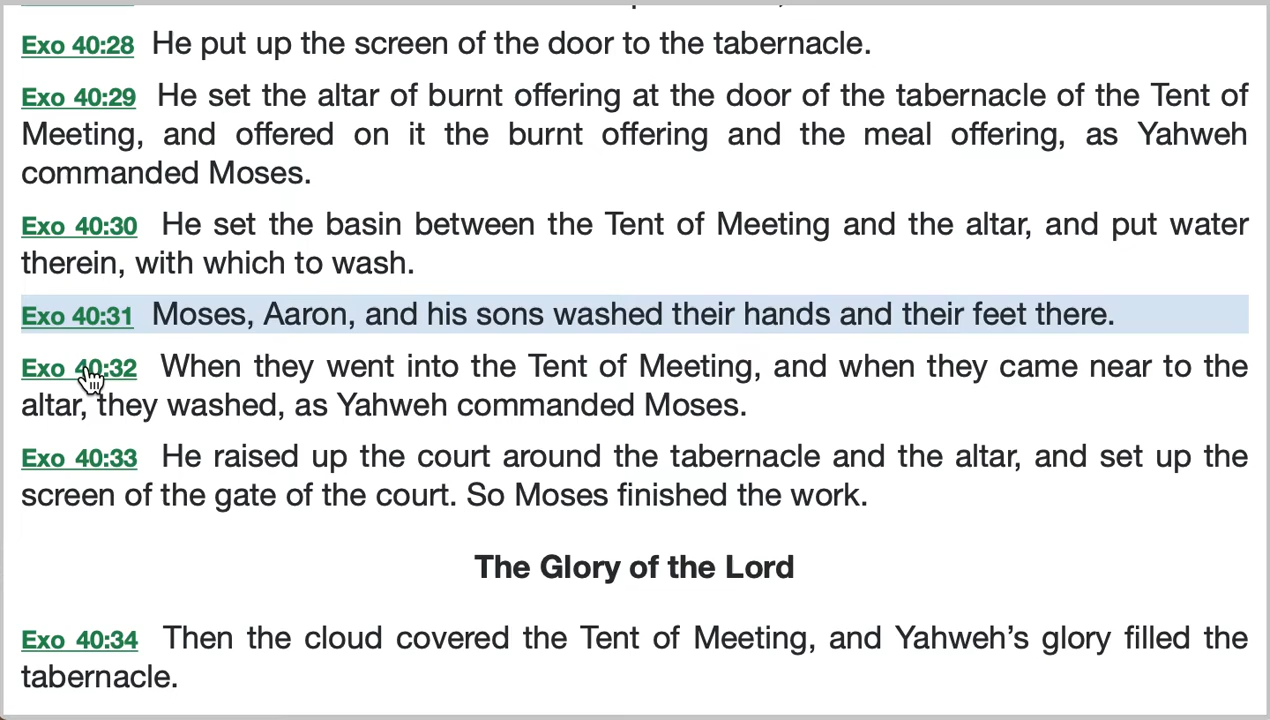 Exo 40:28 He put up the screen of the door to the tabernacle.
Exo 40:29 He set the altar of burnt offering at the door of the tabernacle of the Tent of
Meeting, and offered on it the burnt offering and the meal offering, as Yahweh
commanded Moses.
Exo 40:30 He set the basin between the Tent of Meeting and the altar, and put water
therein, with which to wash.
Exo 40:31 Moses, Aaron, and his sons washed their hands and their feet there.
Exo 40:32 When they went into the Tent of Meeting, and when they came near to the
altar, they washed, as Yahweh commanded Moses.
Exo 40:33 He raised up the court around the tabernacle and the altar, and set up the
screen of the gate of the court. So Moses finished the work.
The Glory of the Lord
Exo 40:34 Then the cloud covered the Tent of Meeting, and Yahweh’s glory filled the
tabernacle.